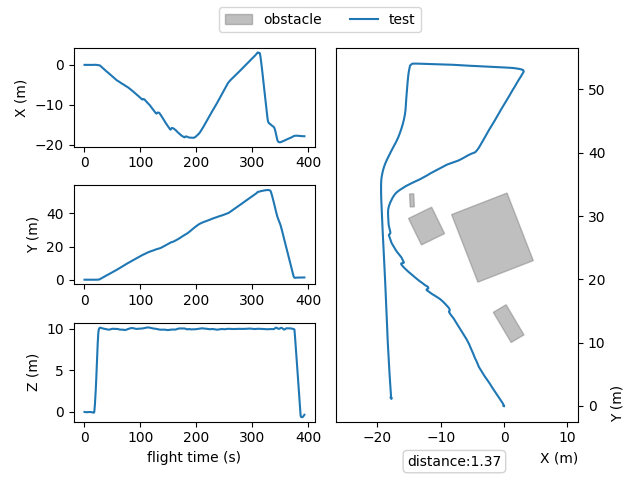 obstacle test
X (m)
0
−10
−20
0 100 200 300 400
Y (m)
40
20
0
0 100 200 300 400
Z (m)
10
5
0
0 100 200 300 400
flight time (s)
50
40
30
20
10
0
Y (m)
−20 −10 0 10
X (m)
distance:1.37